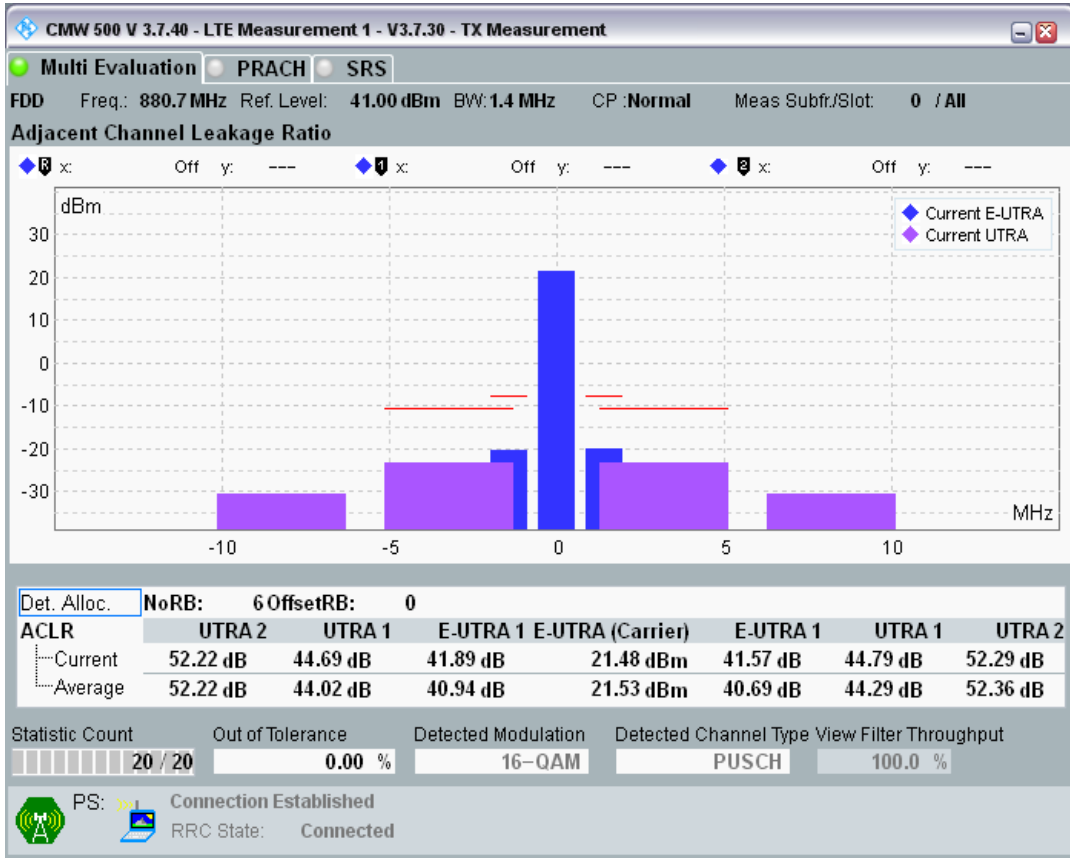 CMW 500 V 3.7.40 - LTE Measurement 1 - V3.7.30 - TX Measurement
Multi Evaluation PRACH SRS
FDD Freq.: 880.7 MHz Ref. Level: 41.00 dBm BW: 1.4 MHz CP :Normal Meas Subfr./Slot: 0 / All
Adjacent Channel Leakage Ratio
R x: Off y: --- 1 x: Off y: --- 2 x: Off y: ---
dBm
Current E-UTRA
Current UTRA
30
20
10
0
-10
-20
-30
MHz
-10 -5 0 5 10
Det. Alloc. NoRB: 6 OffsetRB: 0
ACLR UTRA 2 UTRA 1 E-UTRA 1 E-UTRA (Carrier) E-UTRA 1 UTRA 1 UTRA 2
Current 52.22 dB 44.69 dB 41.89 dB 21.48 dBm 41.57 dB 44.79 dB 52.29 dB
Average 52.22 dB 44.02 dB 40.94 dB 21.53 dBm 40.69 dB 44.29 dB 52.36 dB
Statistic Count Out of Tolerance Detected Modulation Detected Channel Type View Filter Throughput
20 / 20 0.00 % 16-QAM PUSCH 100.0 %
PS: Connection Established
RRC State: Connected